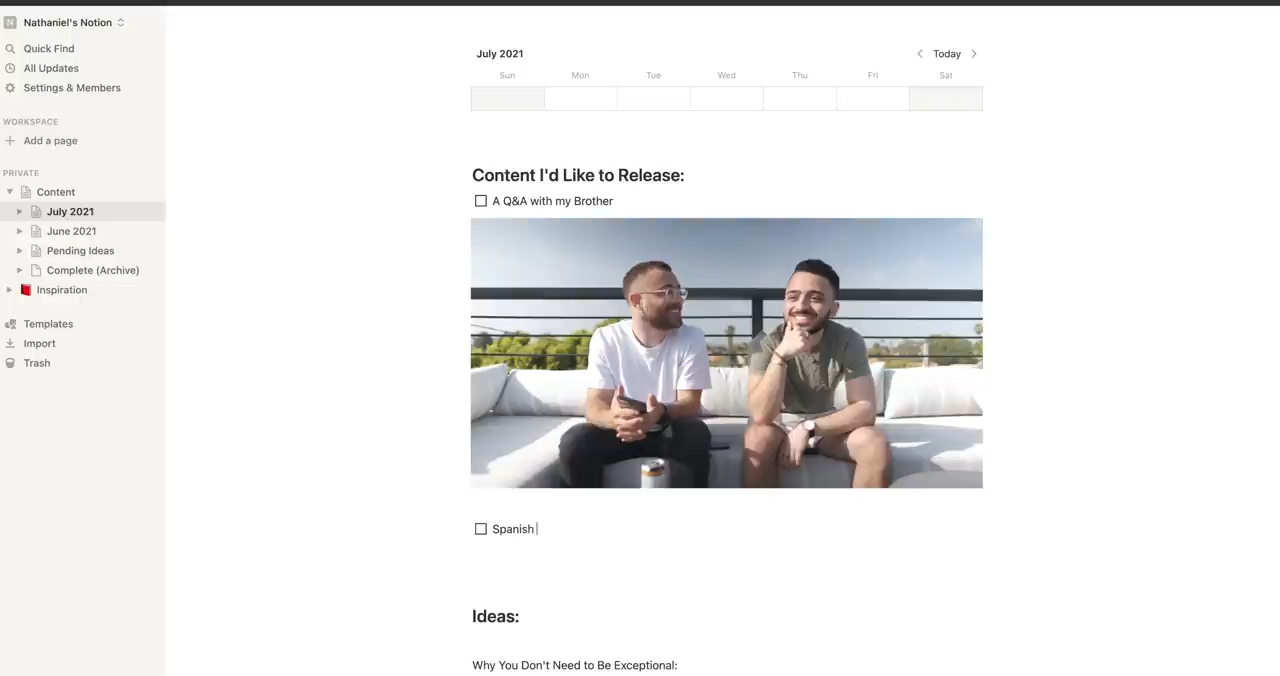 N Nathaniel's Notion
Quick Find
All Updates
Settings & Members
WORKSPACE
Add a page
PRIVATE
Content
July 2021
June 2021
Pending Ideas
Complete (Archive)
Inspiration
Templates
Import
Trash
July 2021 Today
Sun Mon Tue Wed Thu Fri Sat
Content I'd Like to Release:
A Q&A with my Brother
Spanish
Ideas:
Why You Don't Need to Be Exceptional: